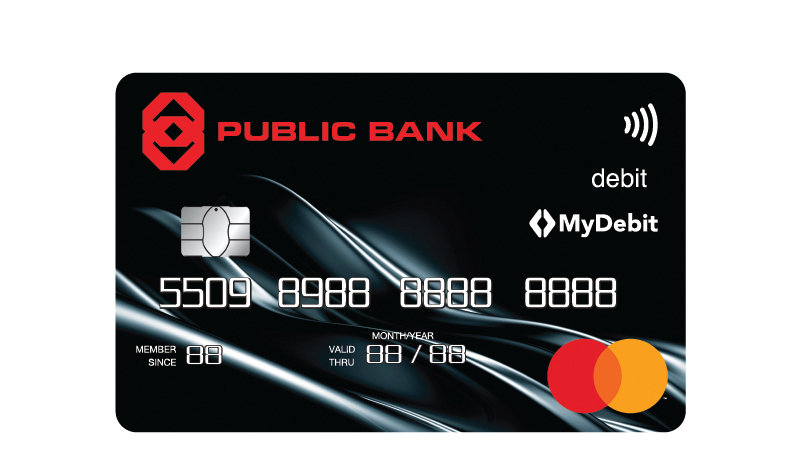 PUBLIC BANK
debit
MyDebit
5509 8988 8888 8888
MONTH/YEAR
MEMBER SINCE 88
VALID THRU 88 / 88